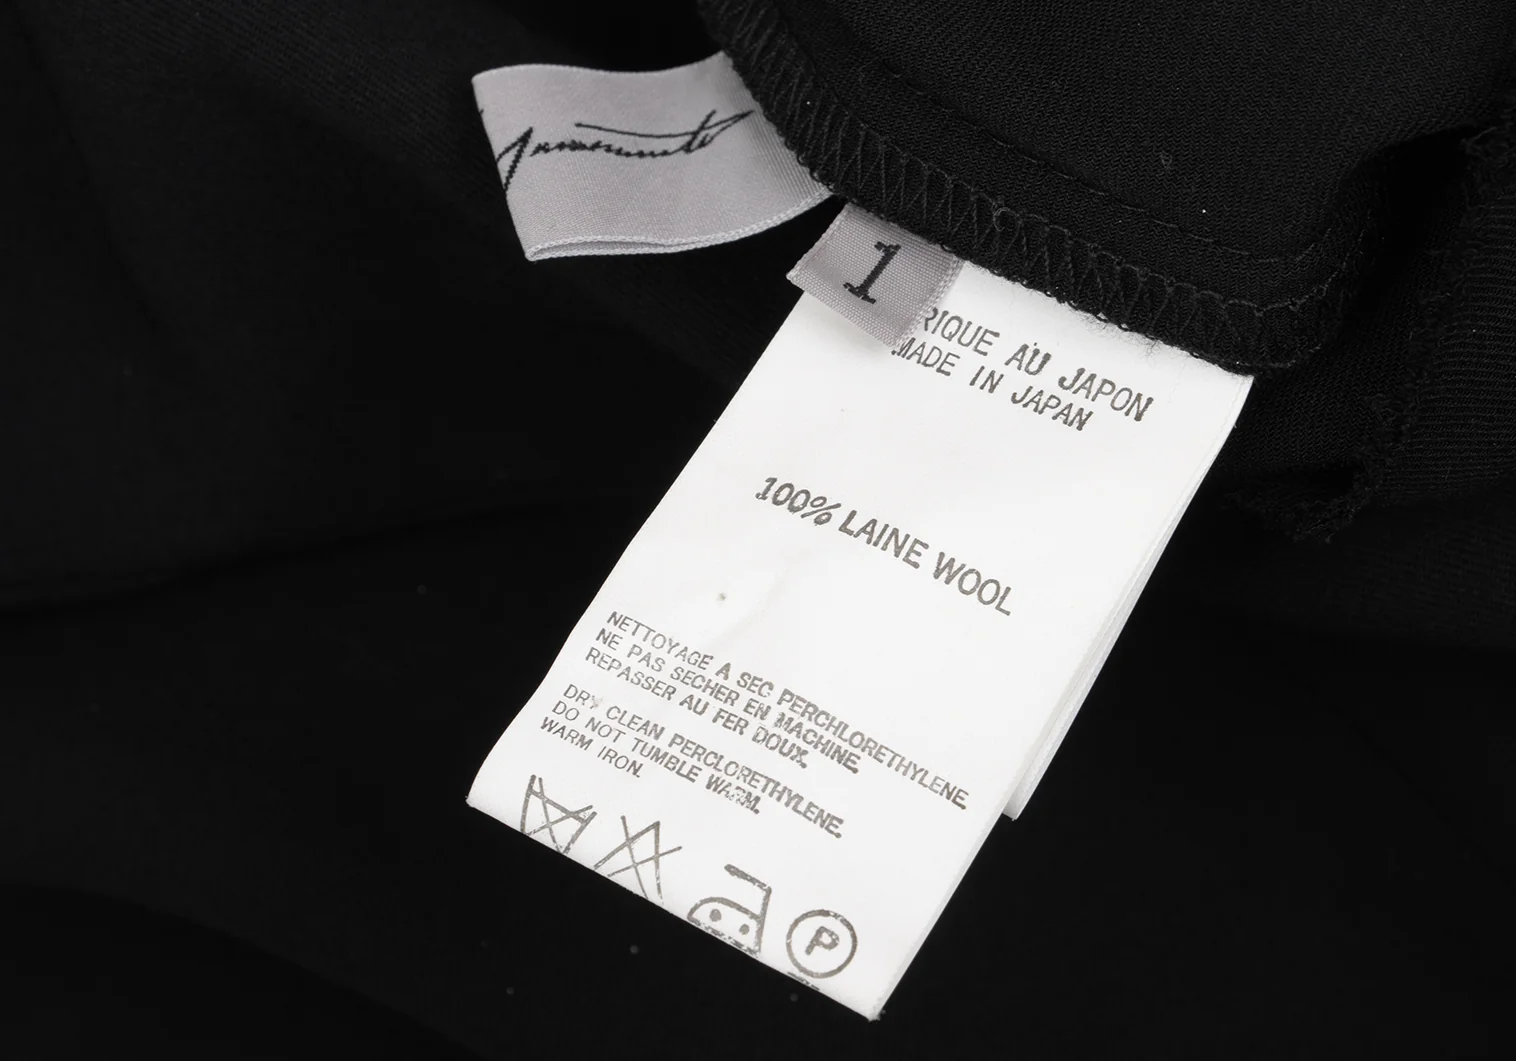 Yamamoto
1
RIQUE AU JAPON
MADE IN JAPAN
100% LAINE WOOL
NETTOYAGE A SEC PERCHLORETHYLENE.
NE PAS SECHER EN MACHINE.
REPASSER AU FER DOUX.
DRY CLEAN PERCLORETHYLENE.
DO NOT TUMBLE WARM.
WARM IRON.
P